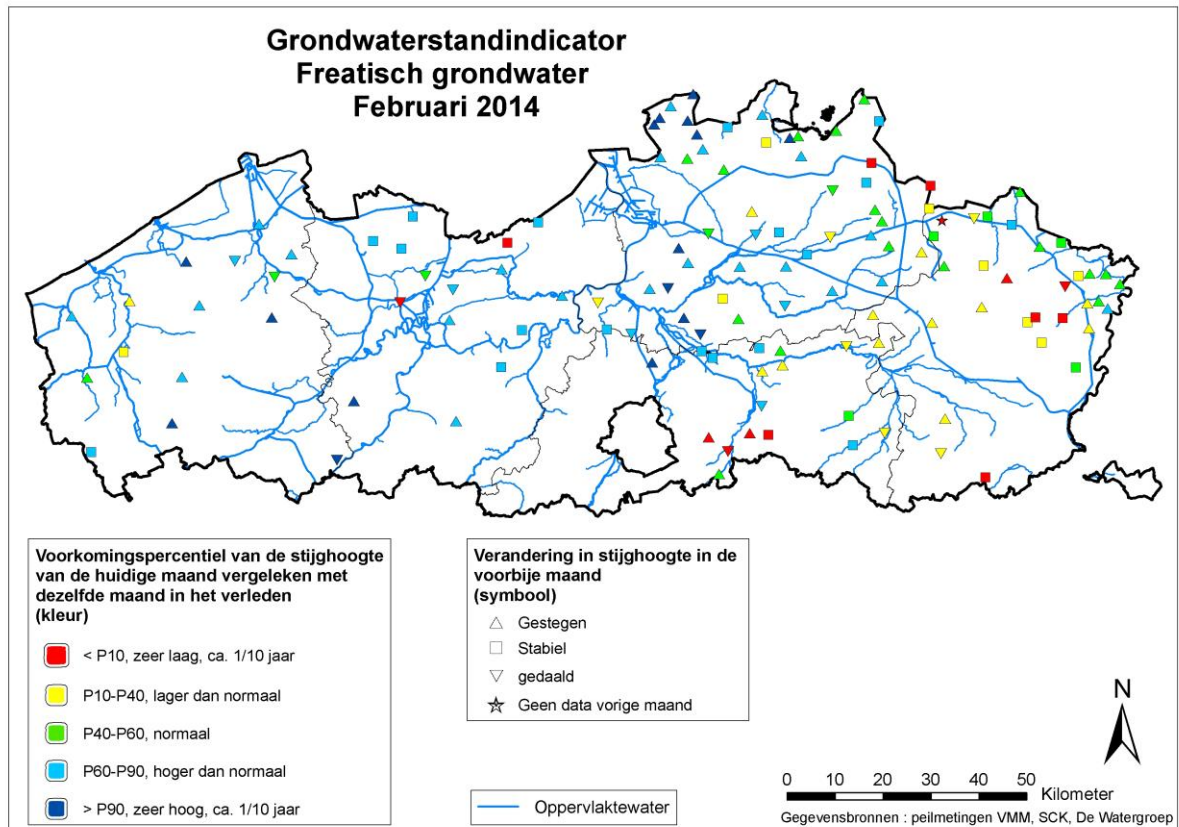 Grondwaterstandindicator
Freatisch grondwater
Februari 2014
Voorkomingspercentiel van de stijghoogte
van de huidige maand vergeleken met
dezelfde maand in het verleden
(kleur)
< P10, zeer laag, ca. 1/10 jaar
P10-P40, lager dan normaal
P40-P60, normaal
P60-P90, hoger dan normaal
> P90, zeer hoog, ca. 1/10 jaar
Verandering in stijghoogte in de
voorbije maand
(symbool)
Gestegen
Stabiel
gedaald
Geen data vorige maand
Oppervlaktewater
N
0 10 20 30 40 50
Kilometer
Gegevensbronnen : peilmetingen VMM, SCK, De Watergroep